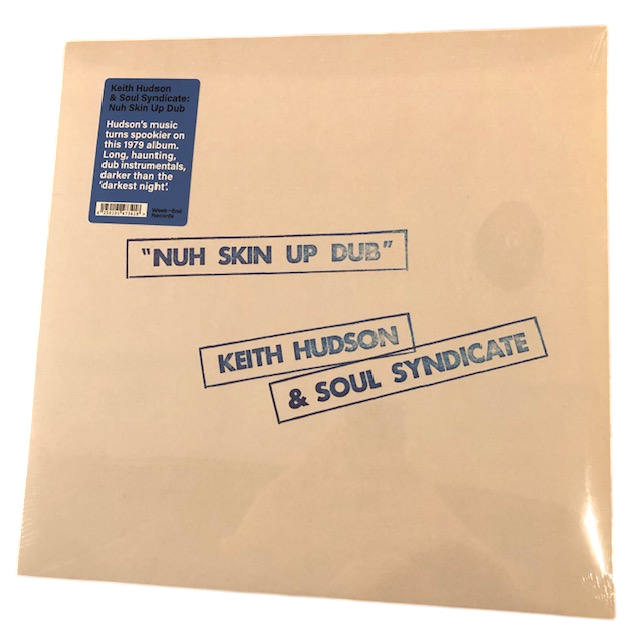 Keith Hudson
& Soul Syndicate:
Nuh Skin Up Dub
Hudson's music
turns spookier on
this 1979 album.
Long, haunting,
dub instrumentals,
darker than the
'darkest night'.
Week-End
Records
"NUH SKIN UP DUB"
KEITH HUDSON
& SOUL SYNDICATE